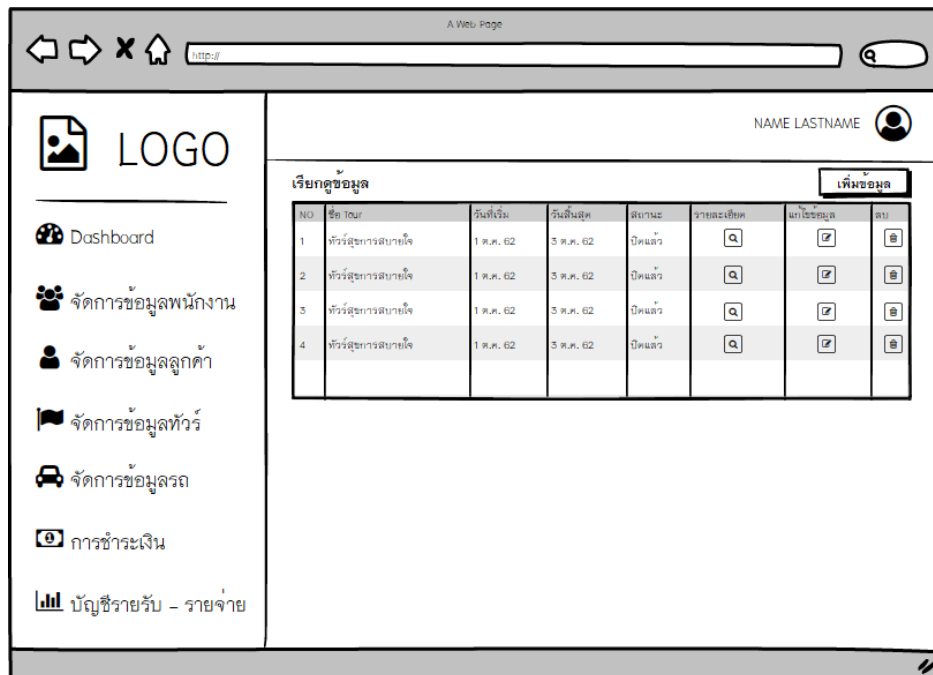 A Web Page
http://
LOGO
NAME LASTNAME
เรียกดูข้อมูล
เพิ่มข้อมูล
NO ชื่อ Tour วันที่เริ่ม วันสิ้นสุด สถานะ รายละเอียด แก้ไขข้อมูล ลบ
1 ทัวร์สุขการสบายใจ 1 ต.ค. 62 3 ต.ค. 62 ปิดแล้ว
2 ทัวร์สุขการสบายใจ 1 ต.ค. 62 3 ต.ค. 62 ปิดแล้ว
3 ทัวร์สุขการสบายใจ 1 ต.ค. 62 3 ต.ค. 62 ปิดแล้ว
4 ทัวร์สุขการสบายใจ 1 ต.ค. 62 3 ต.ค. 62 ปิดแล้ว
Dashboard
จัดการข้อมูลพนักงาน
จัดการข้อมูลลูกค้า
จัดการข้อมูลทัวร์
จัดการข้อมูลรถ
การชำระเงิน
บัญชีรายรับ - รายจ่าย